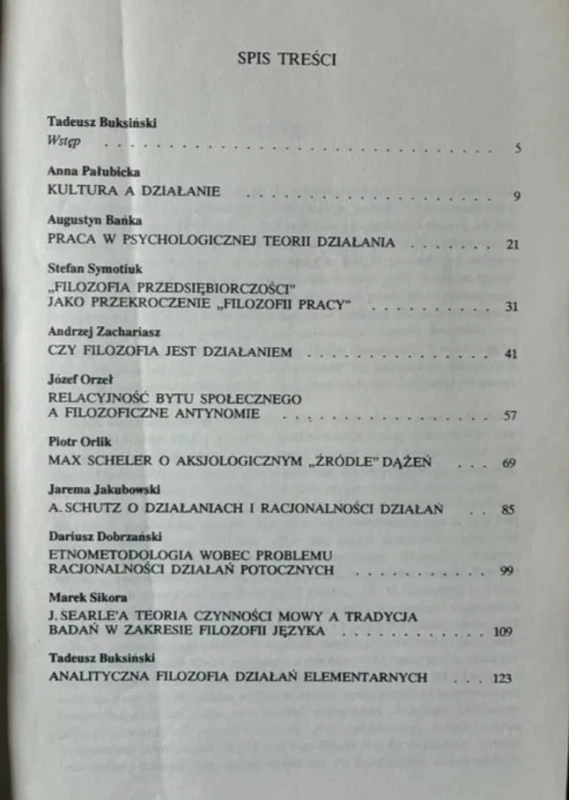 SPIS TREŚCI
Tadeusz Buksiński
Wstęp . . . . . . . . . . . . . . . . . . . . . . . . . . . . . . 5
Anna Pałubicka
KULTURA A DZIAŁANIE . . . . . . . . . . . . . . . . . . . 9
Augustyn Bańka
PRACA W PSYCHOLOGICZNEJ TEORII DZIAŁANIA . . . . . . . 21
Stefan Symotiuk
„FILOZOFIA PRZEDSIĘBIORCZOŚCI”
JAKO PRZEKROCZENIE „FILOZOFII PRACY” . . . . . . . . . . 31
Andrzej Zachariasz
CZY FILOZOFIA JEST DZIAŁANIEM . . . . . . . . . . . . . . . 41
Józef Orzeł
RELACYJNOŚĆ BYTU SPOŁECZNEGO
A FILOZOFICZNE ANTYNOMIE . . . . . . . . . . . . . . . . . 57
Piotr Orlik
MAX SCHELER O AKSJOLOGICZNYM „ŹRÓDLE” DĄŻEŃ . . . 69
Jarema Jakubowski
A. SCHUTZ O DZIAŁANIACH I RACJONALNOŚCI DZIAŁAŃ . . 85
Dariusz Dobrzański
ETNOMETODOLOGIA WOBEC PROBLEMU
RACJONALNOŚCI DZIAŁAŃ POTOCZNYCH . . . . . . . . . . . 99
Marek Sikora
J. SEARLE'A TEORIA CZYNNOŚCI MOWY A TRADYCJA
BADAŃ W ZAKRESIE FILOZOFII JĘZYKA . . . . . . . . . . . . 109
Tadeusz Buksiński
ANALITYCZNA FILOZOFIA DZIAŁAŃ ELEMENTARNYCH . . . 123